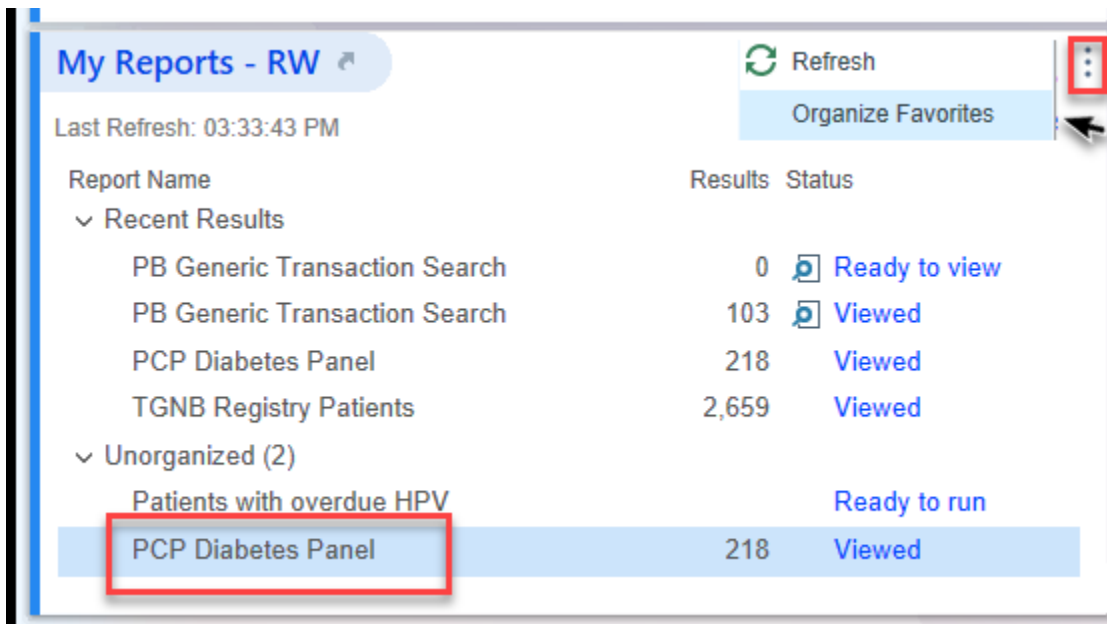 My Reports - RW
Refresh
Organize Favorites
Last Refresh: 03:33:43 PM
Report Name Results Status
Recent Results
PB Generic Transaction Search 0 Ready to view
PB Generic Transaction Search 103 Viewed
PCP Diabetes Panel 218 Viewed
TGNB Registry Patients 2,659 Viewed
Unorganized (2)
Patients with overdue HPV Ready to run
PCP Diabetes Panel 218 Viewed